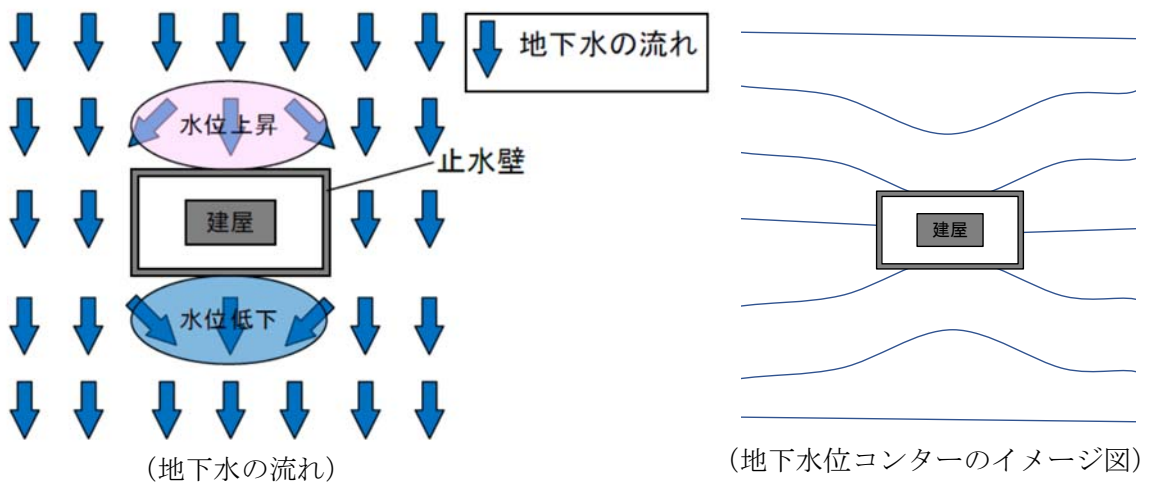 地下水の流れ
水位上昇
止水壁
建屋
水位低下
(地下水の流れ)
建屋
(地下水位コンターのイメージ図)